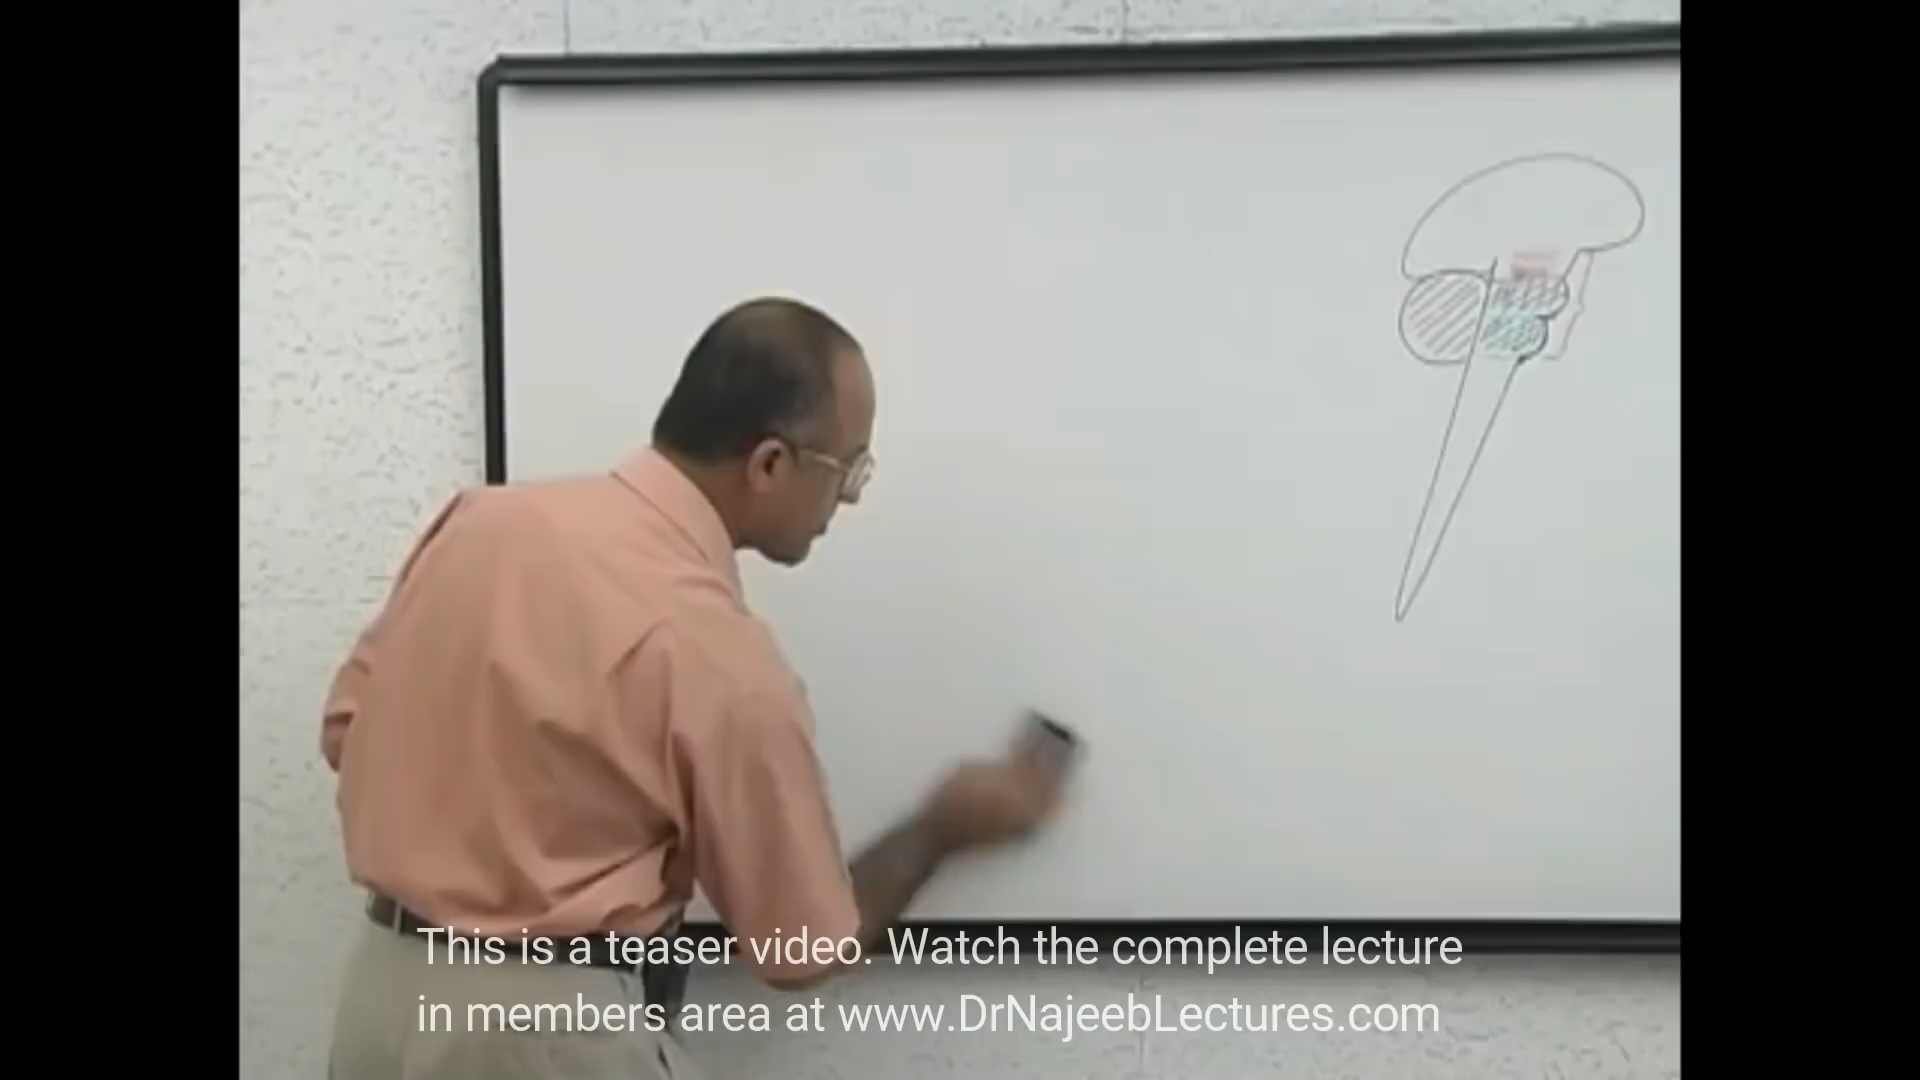 This is a teaser video. Watch the complete lecture
in members area at www.DrNajeebLectures.com